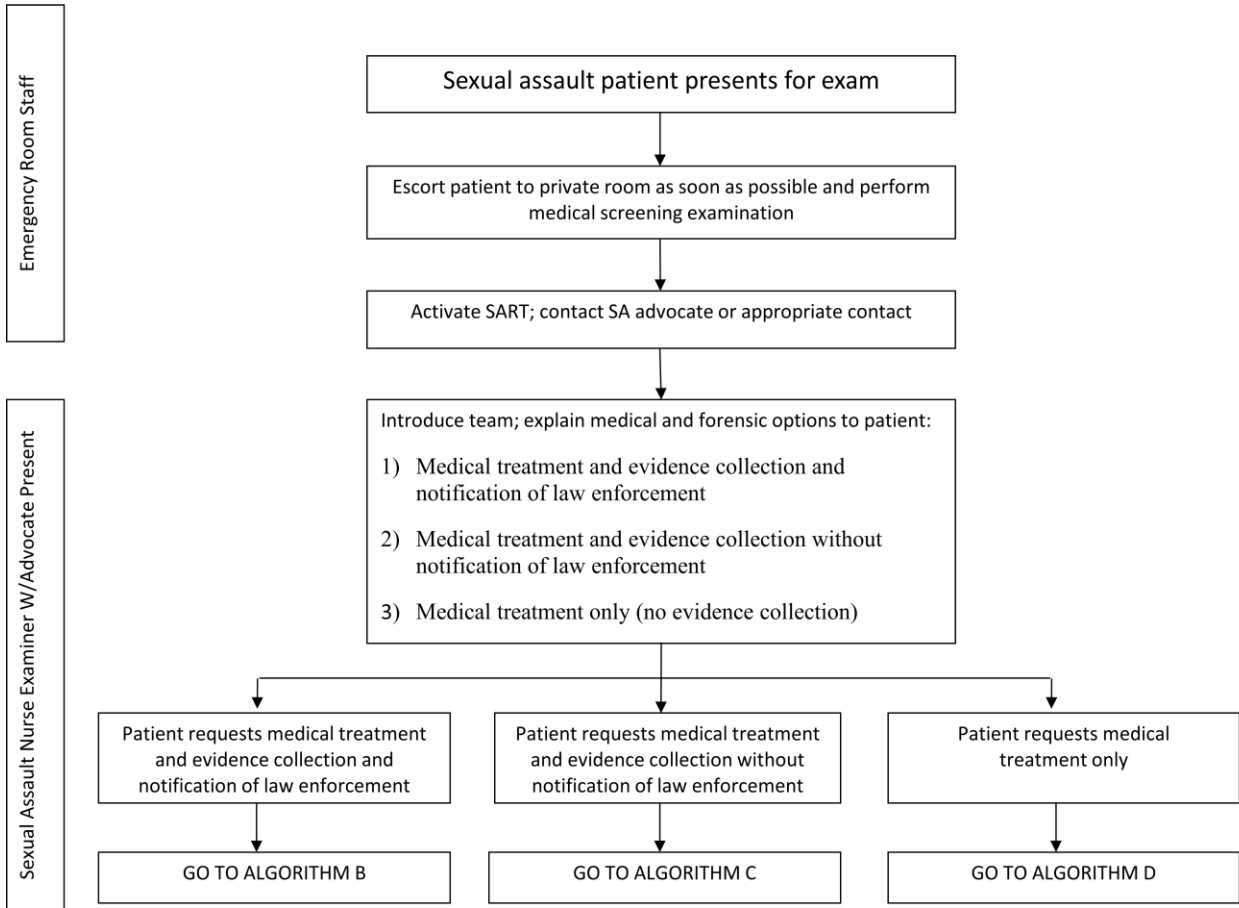 Emergency Room Staff
Sexual assault patient presents for exam
Escort patient to private room as soon as possible and perform
medical screening examination
Activate SART; contact SA advocate or appropriate contact
Sexual Assault Nurse Examiner W/Advocate Present
Introduce team; explain medical and forensic options to patient:
1) Medical treatment and evidence collection and
notification of law enforcement
2) Medical treatment and evidence collection without
notification of law enforcement
3) Medical treatment only (no evidence collection)
Patient requests medical treatment
and evidence collection and
notification of law enforcement
Patient requests medical treatment
and evidence collection without
notification of law enforcement
Patient requests medical
treatment only
GO TO ALGORITHM B
GO TO ALGORITHM C
GO TO ALGORITHM D